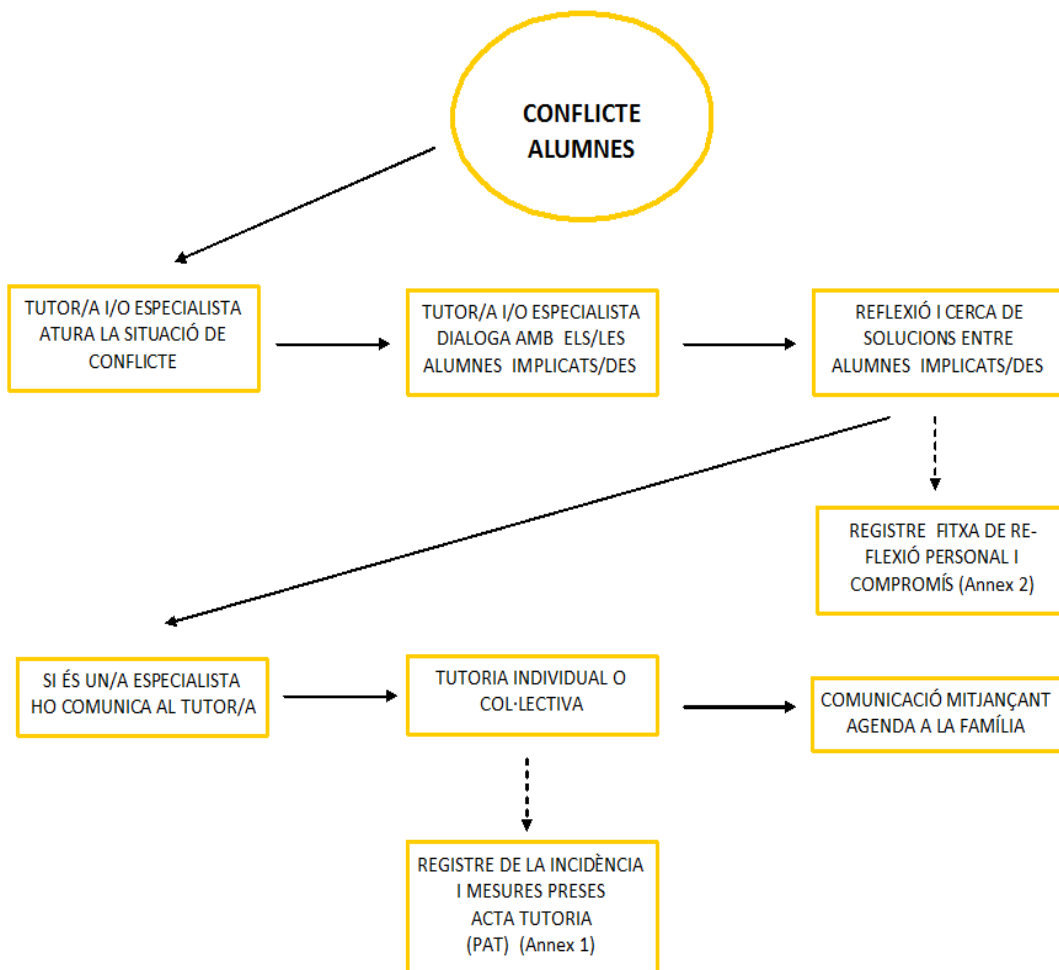 CONFLICTE
ALUMNES
TUTOR/A I/O ESPECIALISTA
ATURA LA SITUACIÓ DE
CONFLICTE
TUTOR/A I/O ESPECIALISTA
DIALOGA AMB ELS/LES
ALUMNES IMPLICATS/DES
REFLEXIÓ I CERCA DE
SOLUCIONS ENTRE
ALUMNES IMPLICATS/DES
REGISTRE FITXA DE RE-
FLEXIÓ PERSONAL I
COMPROMÍS (Annex 2)
SI ÉS UN/A ESPECIALISTA
HO COMUNICA AL TUTOR/A
TUTORIA INDIVIDUAL O
COL·LECTIVA
COMUNICACIÓ MITJANÇANT
AGENDA A LA FAMÍLIA
REGISTRE DE LA INCIDÈNCIA
I MESURES PRESES
ACTA TUTORIA
(PAT) (Annex 1)